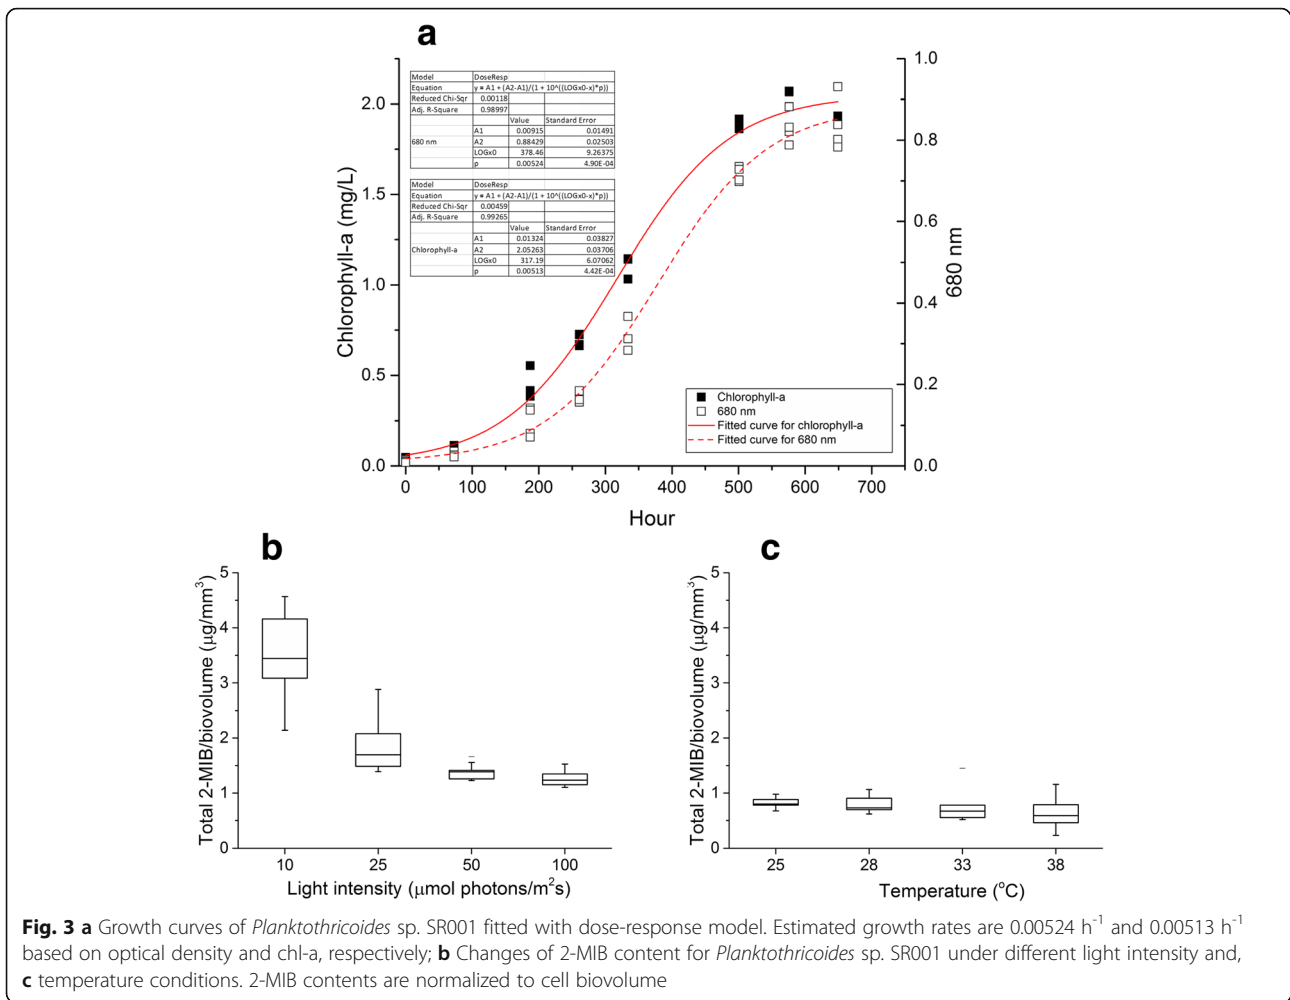 a
Model DoseResp
Equation y = A1 + (A2-A1)/(1 + 10^((LOGx0-x)*p))
Reduced Chi-Sqr 0.00118
Adj. R-Square 0.98997
Value Standard Error
680 nm A1 0.00915 0.01491
A2 0.88429 0.02503
LOGx0 378.46 9.26375
p 0.00524 4.90E-04
Model DoseResp
Equation y = A1 + (A2-A1)/(1 + 10^((LOGx0-x)*p))
Reduced Chi-Sqr 0.00459
Adj. R-Square 0.99265
Value Standard Error
Chlorophyll-a A1 0.01324 0.03827
A2 2.05263 0.03706
LOGx0 317.19 6.07062
p 0.00513 4.42E-04
Chlorophyll-a (mg/L)
2.0
1.5
1.0
0.5
0.0
1.0
0.8
0.6
0.4
0.2
0.0
680 nm
Chlorophyll-a
680 nm
Fitted curve for chlorophyll-a
Fitted curve for 680 nm
0 100 200 300 400 500 600 700
Hour
b
Total 2-MIB/biovolume (μg/mm³)
5
4
3
2
1
0
10 25 50 100
Light intensity (μmol photons/m²s)
c
Total 2-MIB/biovolume (μg/mm³)
5
4
3
2
1
0
25 28 33 38
Temperature (°C)
Fig. 3 a Growth curves of Planktothricoides sp. SR001 fitted with dose-response model. Estimated growth rates are 0.00524 h⁻¹ and 0.00513 h⁻¹
based on optical density and chl-a, respectively; b Changes of 2-MIB content for Planktothricoides sp. SR001 under different light intensity and,
c temperature conditions. 2-MIB contents are normalized to cell biovolume